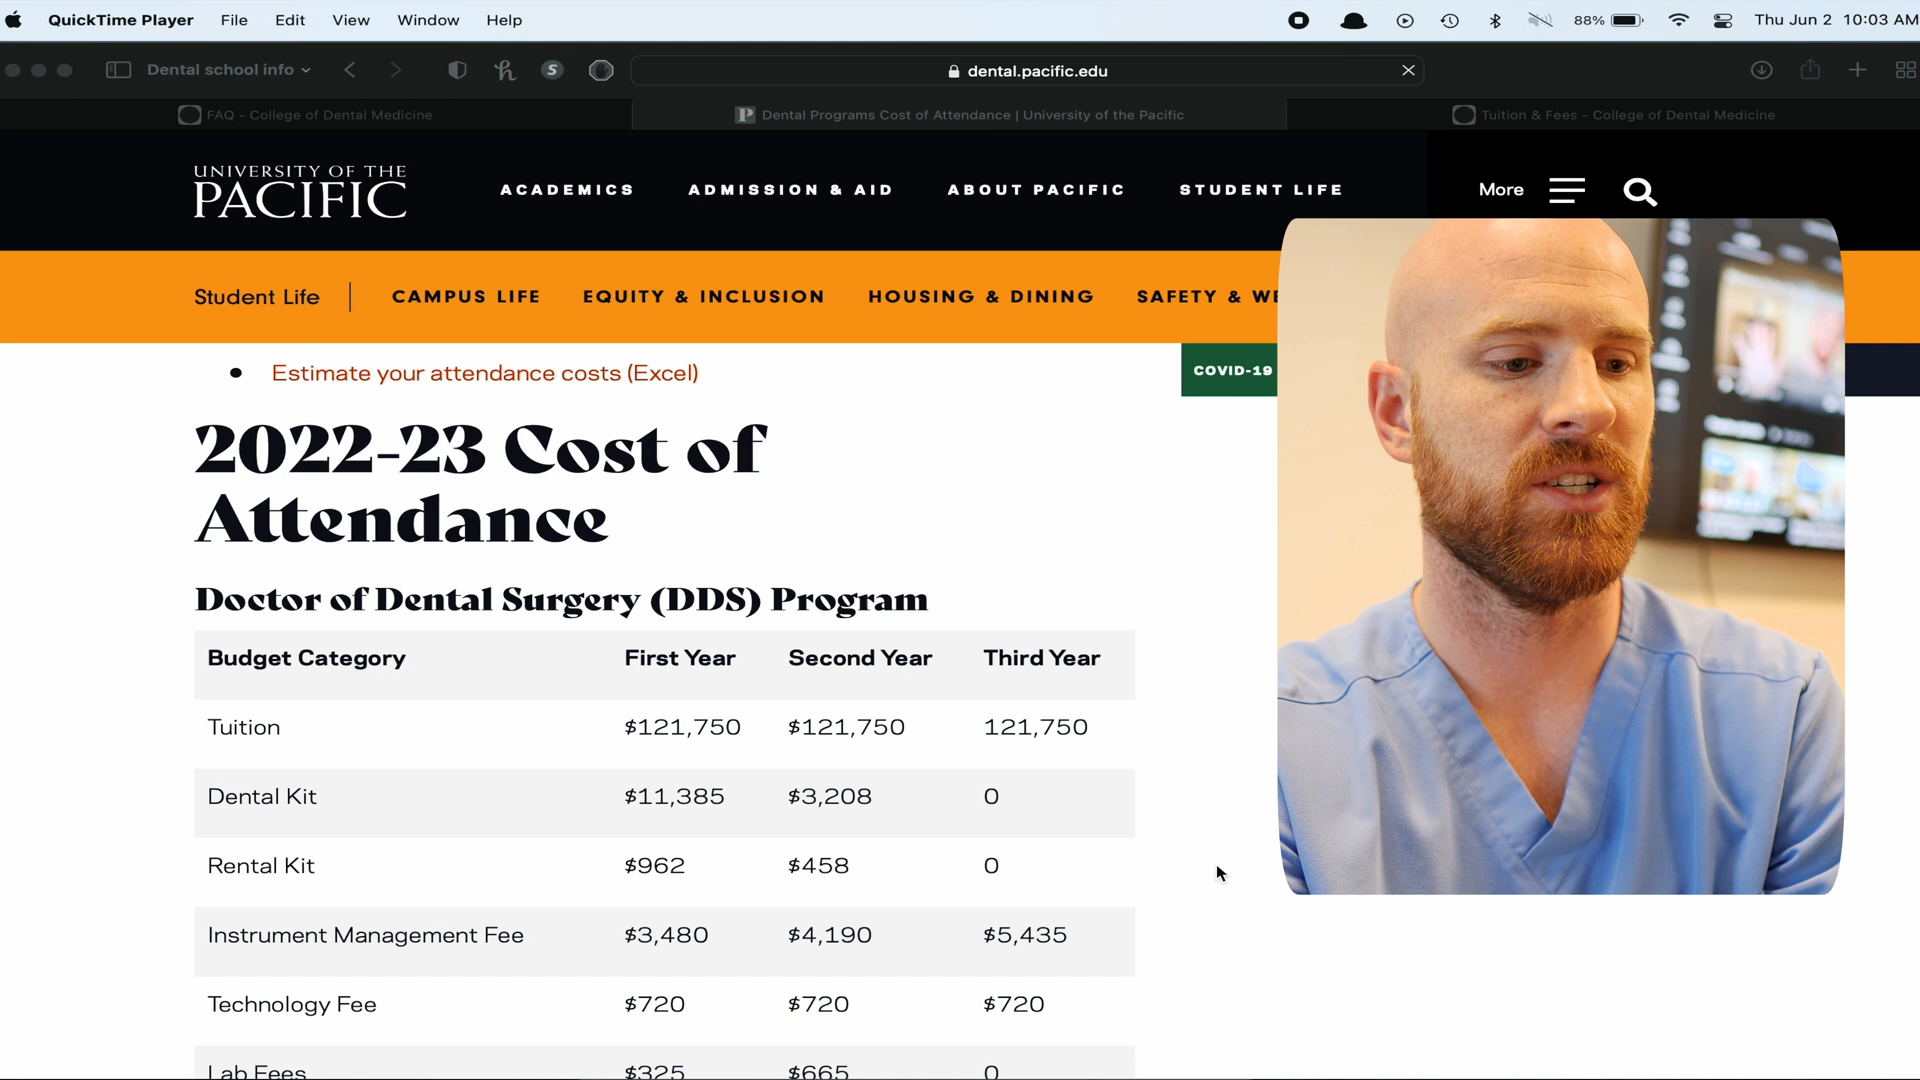 QuickTime Player File Edit View Window Help 88% Thu Jun 2 10:03 AM
Dental school info dental.pacific.edu
FAQ - College of Dental Medicine
Dental Programs Cost of Attendance | University of the Pacific
Tuition & Fees - College of Dental Medicine
UNIVERSITY OF THE
PACIFIC
ACADEMICS ADMISSION & AID ABOUT PACIFIC STUDENT LIFE More
Student Life CAMPUS LIFE EQUITY & INCLUSION HOUSING & DINING SAFETY & WE
• Estimate your attendance costs (Excel)
COVID-19
2022-23 Cost of
Attendance
Doctor of Dental Surgery (DDS) Program
Budget Category First Year Second Year Third Year
Tuition $121,750 $121,750 121,750
Dental Kit $11,385 $3,208 0
Rental Kit $962 $458 0
Instrument Management Fee $3,480 $4,190 $5,435
Technology Fee $720 $720 $720
Lab Fees $325 $665 0